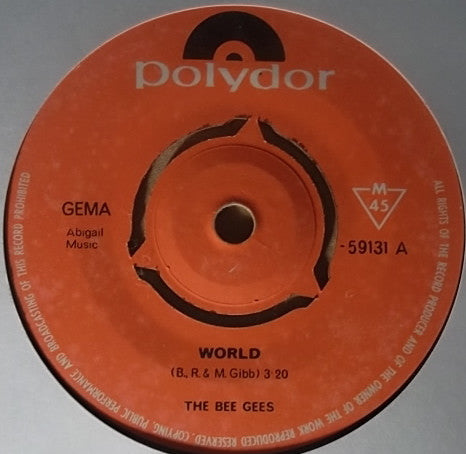 polydor
GEMA
Abigail
Music
M
45
-59131 A
WORLD
(B., R. & M. Gibb) 3·20
THE BEE GEES
ALL RIGHTS OF THE RECORD PRODUCER AND OF THE OWNER OF THE WORK REPRODUCED RESERVED. COPYING, PUBLIC PERFORMANCE AND BROADCASTING OF THIS RECORD PROHIBITED